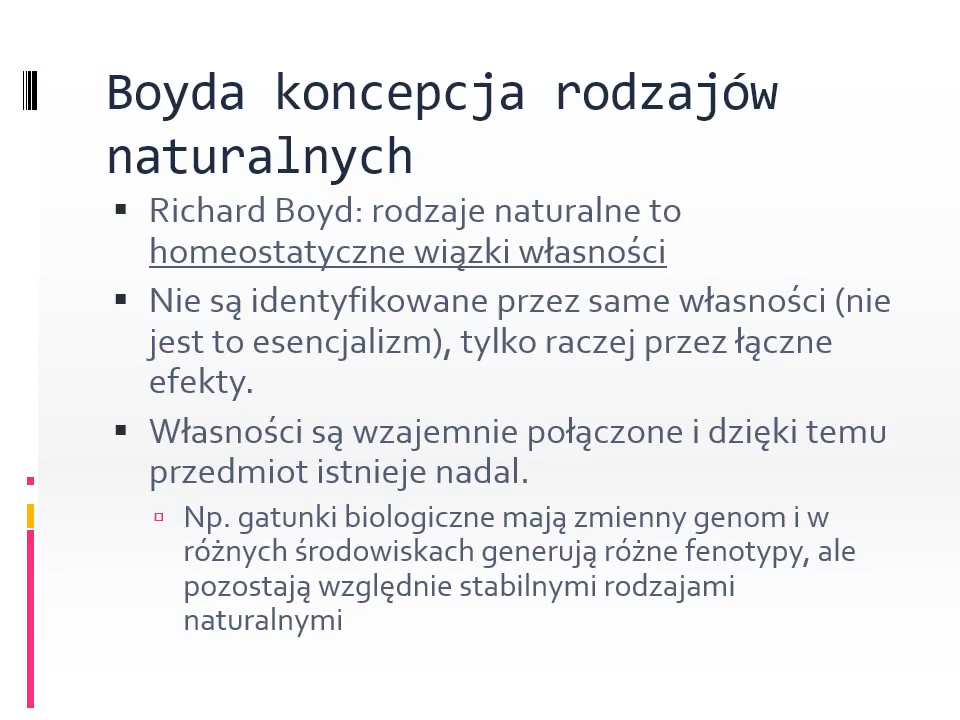 Boyda koncepcja rodzajów
naturalnych
Richard Boyd: rodzaje naturalne to
homeostatyczne wiązki własności
Nie są identyfikowane przez same własności (nie
jest to esencjalizm), tylko raczej przez łączne
efekty.
Własności są wzajemnie połączone i dzięki temu
przedmiot istnieje nadal.
Np. gatunki biologiczne mają zmienny genom i w
różnych środowiskach generują różne fenotypy, ale
pozostają względnie stabilnymi rodzajami
naturalnymi